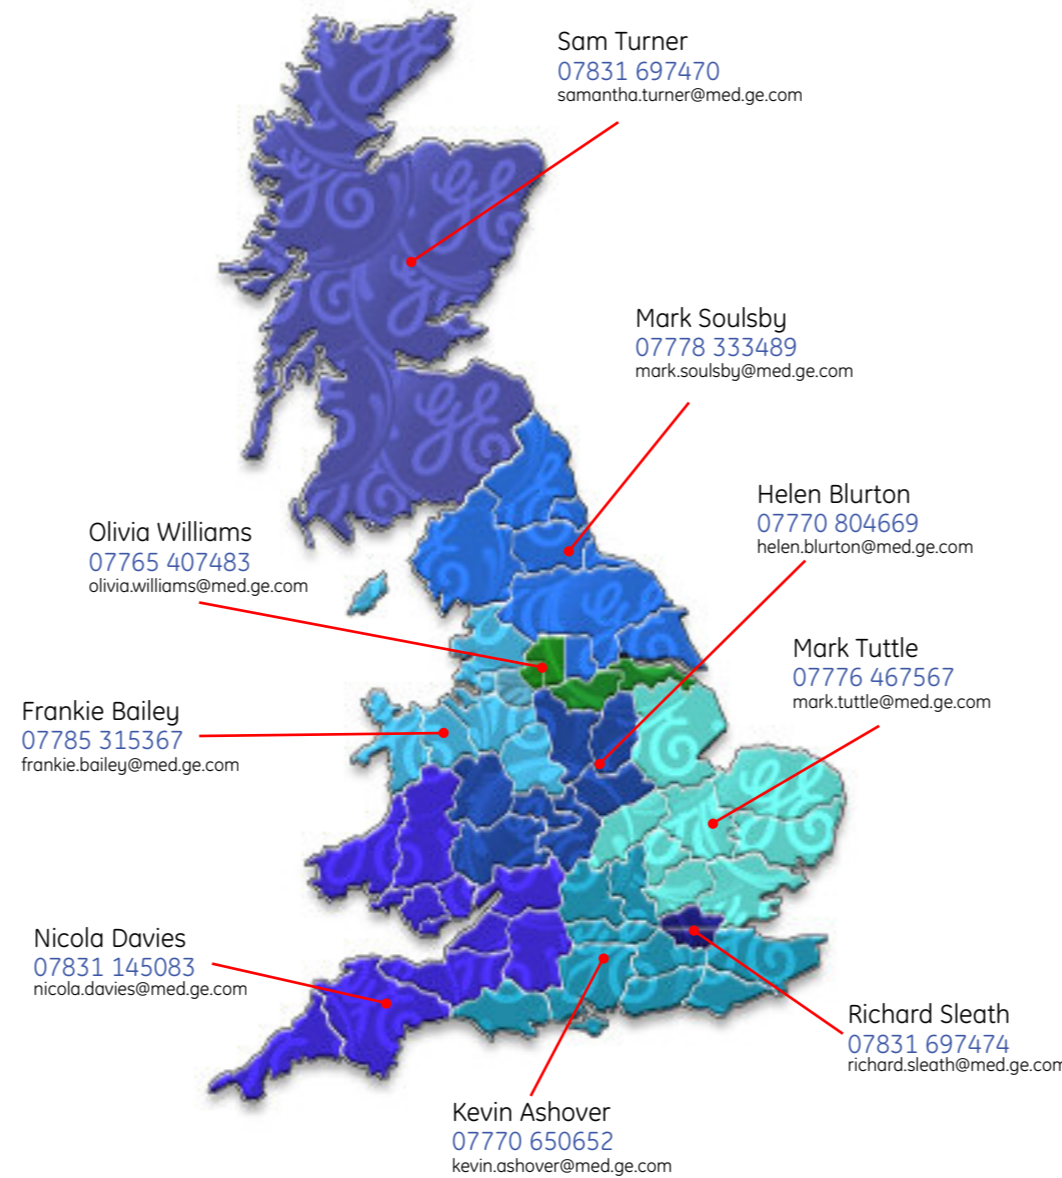 Sam Turner
07831 697470
samantha.turner@med.ge.com
Mark Soulsby
07778 333489
mark.soulsby@med.ge.com
Helen Blurton
07770 804669
helen.blurton@med.ge.com
Olivia Williams
07765 407483
olivia.williams@med.ge.com
Mark Tuttle
07776 467567
mark.tuttle@med.ge.com
Frankie Bailey
07785 315367
frankie.bailey@med.ge.com
Nicola Davies
07831 145083
nicola.davies@med.ge.com
Richard Sleath
07831 697474
richard.sleath@med.ge.com
Kevin Ashover
07770 650652
kevin.ashover@med.ge.com